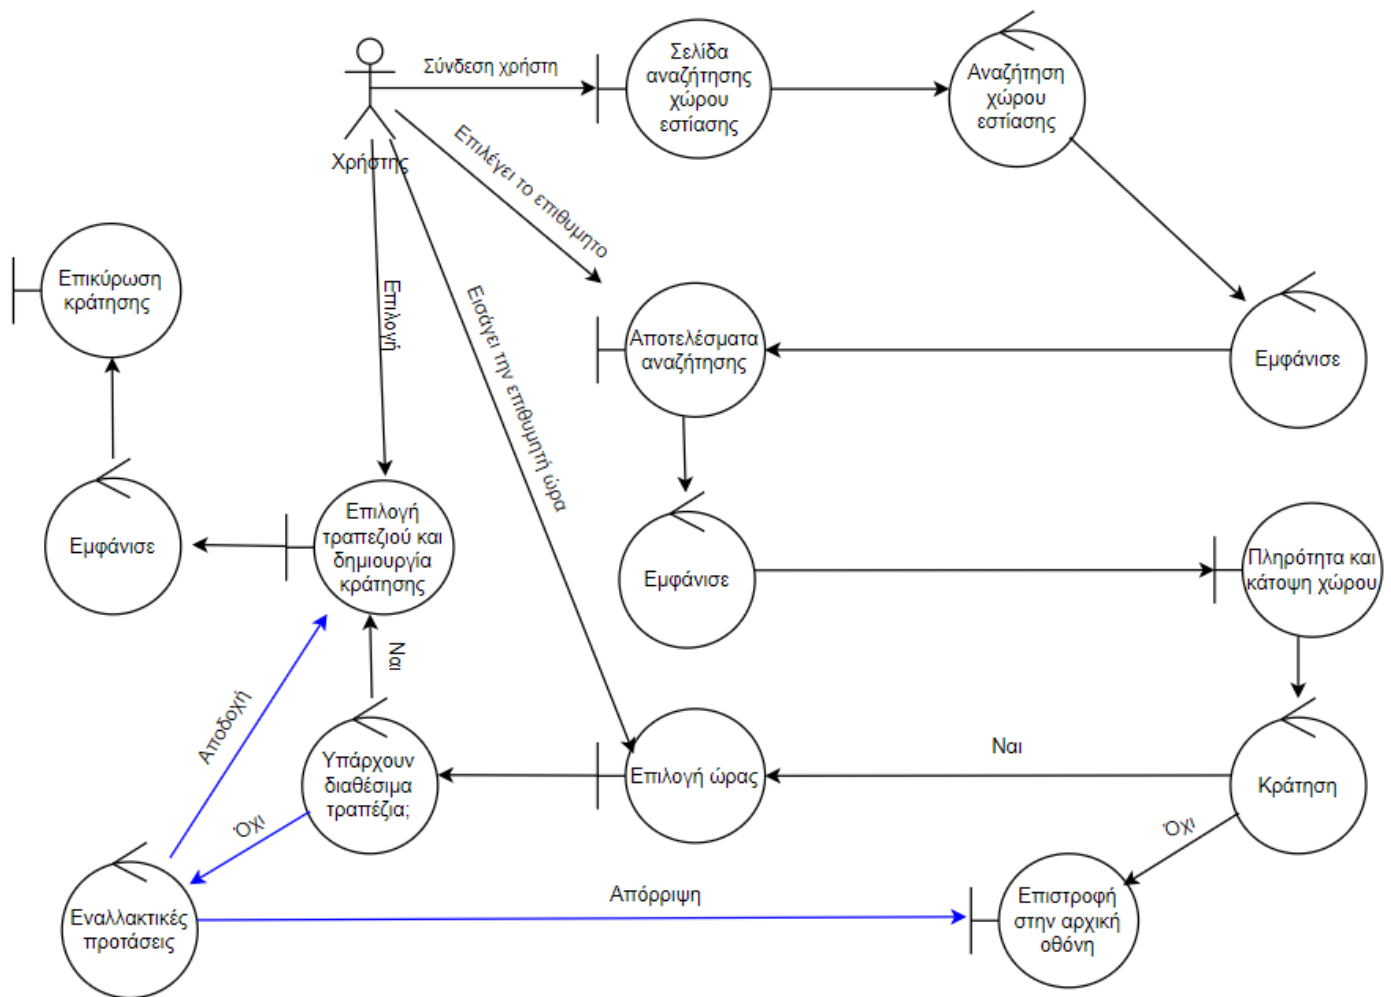 Σύνδεση χρήστη
Σελίδα
αναζήτησης
χώρου
εστίασης
Αναζήτηση
χώρου
εστίασης
Χρήστης
Επιλέγει το επιθυμητο
Επικύρωση
κράτησης
Επιλογή
Εισάγει την επιθυμητή ώρα
Αποτελέσματα
αναζήτησης
Εμφάνισε
Εμφάνισε
Επιλογή
τραπεζιού και
δημιουργία
κράτησης
Εμφάνισε
Πληρότητα και
κάτοψη χώρου
Ναι
Αποδοχή
Υπάρχουν
διαθέσιμα
τραπέζια;
Επιλογή ώρας
Ναι
Κράτηση
Όχι
Όχι
Εναλλακτικές
προτάσεις
Απόρριψη
Επιστροφή
στην αρχική
οθόνη